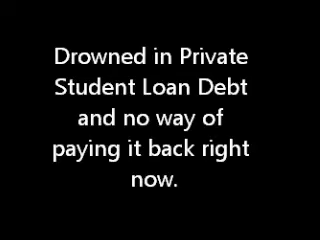 Drowned in Private
Student Loan Debt
and no way of
paying it back right
now.